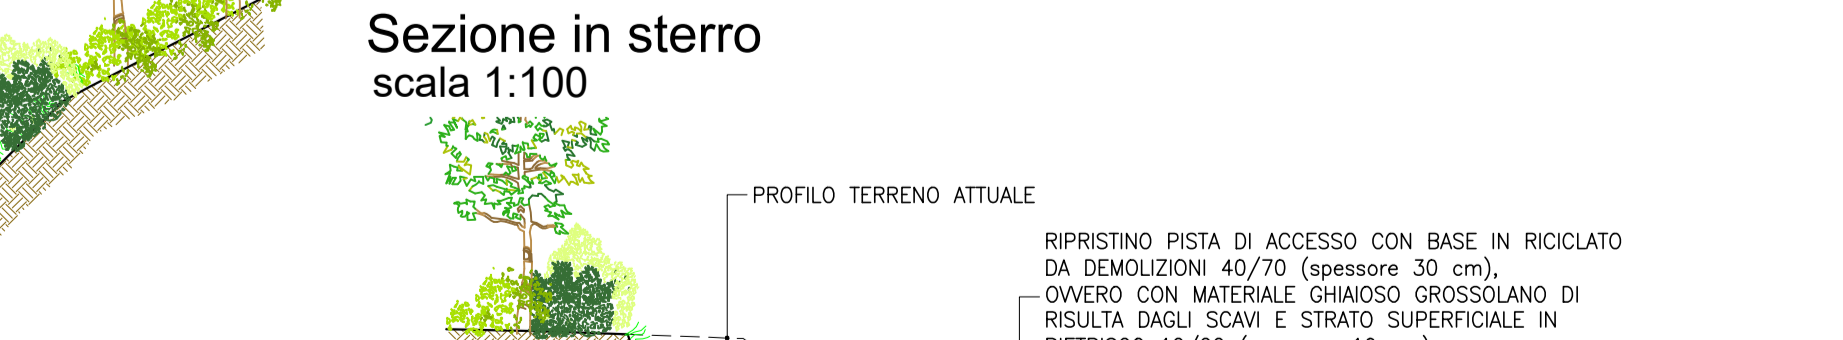 Sezione in sterro
scala 1:100
PROFILO TERRENO ATTUALE
RIPRISTINO PISTA DI ACCESSO CON BASE IN RICICLATO
DA DEMOLIZIONI 40/70 (spessore 30 cm),
OVVERO CON MATERIALE GHIAIOSO GROSSOLANO DI
RISULTA DAGLI SCAVI E STRATO SUPERFICIALE IN